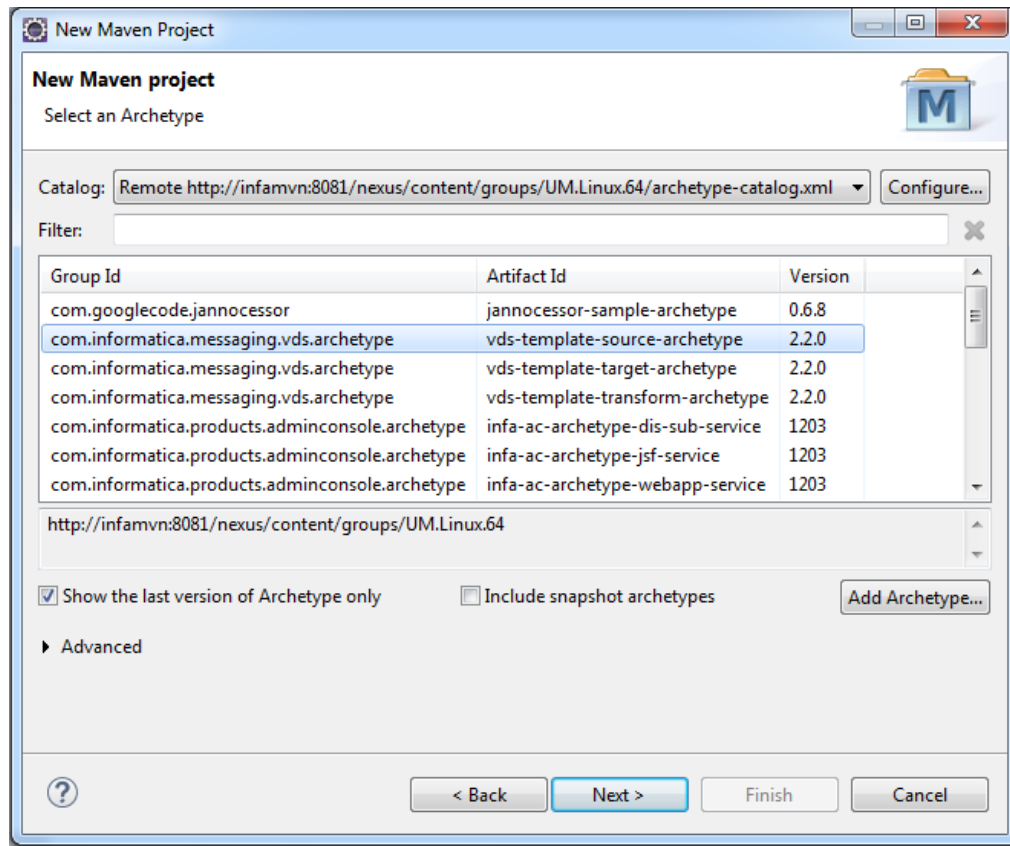 New Maven Project
New Maven project
Select an Archetype
M
Catalog: Remote http://infamvn:8081/nexus/content/groups/UM.Linux.64/archetype-catalog.xml Configure...
Filter:
Group Id Artifact Id Version
com.googlecode.jannocessor jannocessor-sample-archetype 0.6.8
com.informatica.messaging.vds.archetype vds-template-source-archetype 2.2.0
com.informatica.messaging.vds.archetype vds-template-target-archetype 2.2.0
com.informatica.messaging.vds.archetype vds-template-transform-archetype 2.2.0
com.informatica.products.adminconsole.archetype infa-ac-archetype-dis-sub-service 1203
com.informatica.products.adminconsole.archetype infa-ac-archetype-jsf-service 1203
com.informatica.products.adminconsole.archetype infa-ac-archetype-webapp-service 1203
http://infamvn:8081/nexus/content/groups/UM.Linux.64
Show the last version of Archetype only Include snapshot archetypes Add Archetype...
Advanced
? < Back Next > Finish Cancel